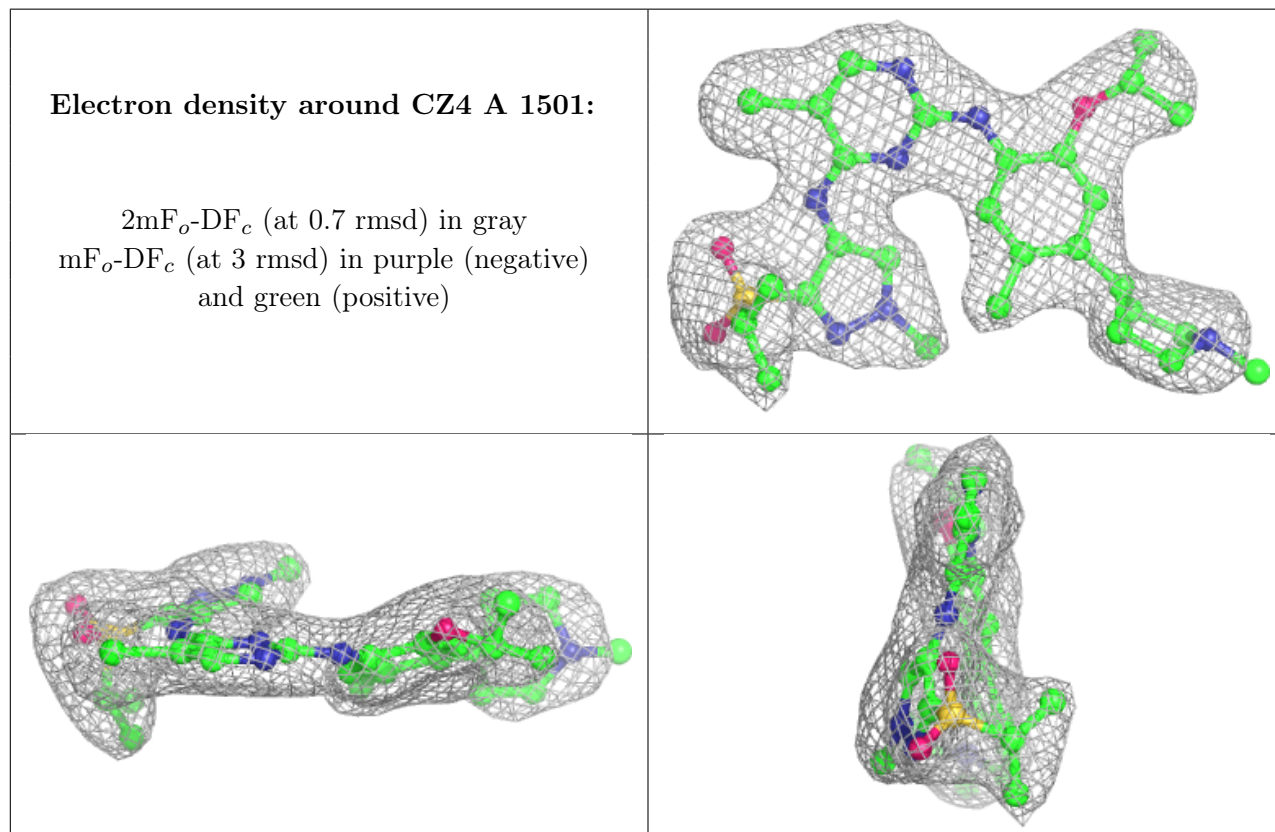 Electron density around CZ4 A 1501:
2mFo-DFc (at 0.7 rmsd) in gray
mFo-DFc (at 3 rmsd) in purple (negative)
and green (positive)